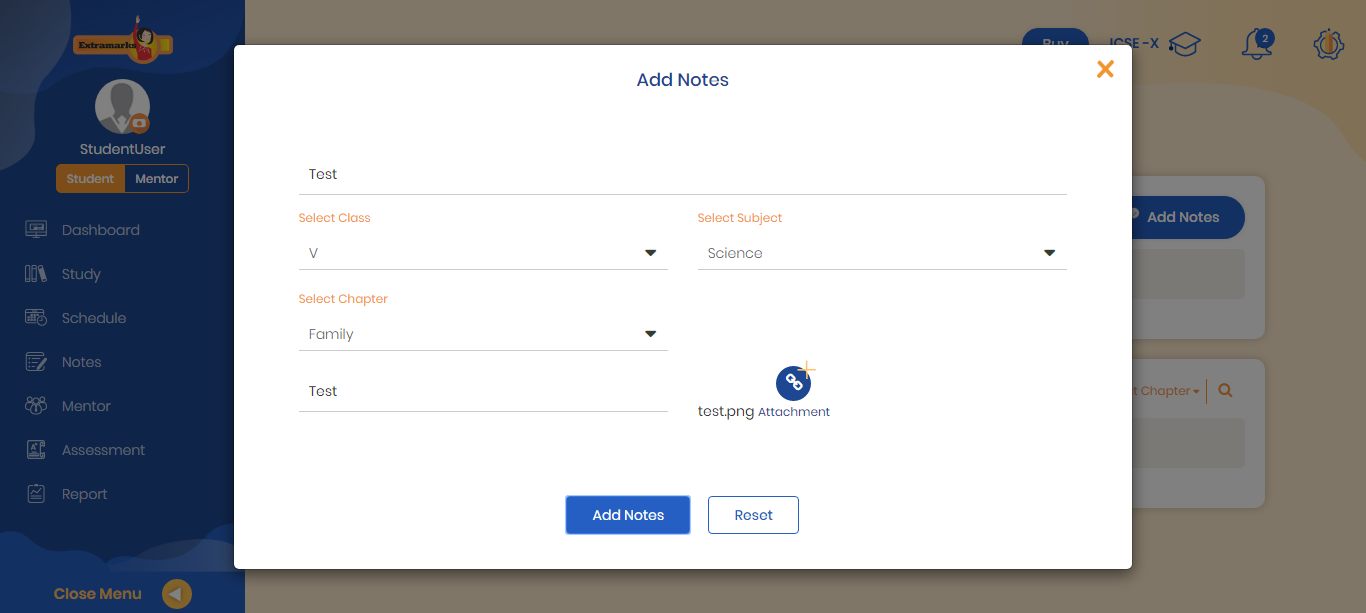 Extramarks
StudentUser
Student Mentor
Dashboard
Study
Schedule
Notes
Mentor
Assessment
Report
Close Menu
Buy
ICSE -X
2
Add Notes
Test
Select Class
V
Select Subject
Science
Select Chapter
Family
Test
test.png Attachment
Add Notes
Reset
Add Notes
Chapter